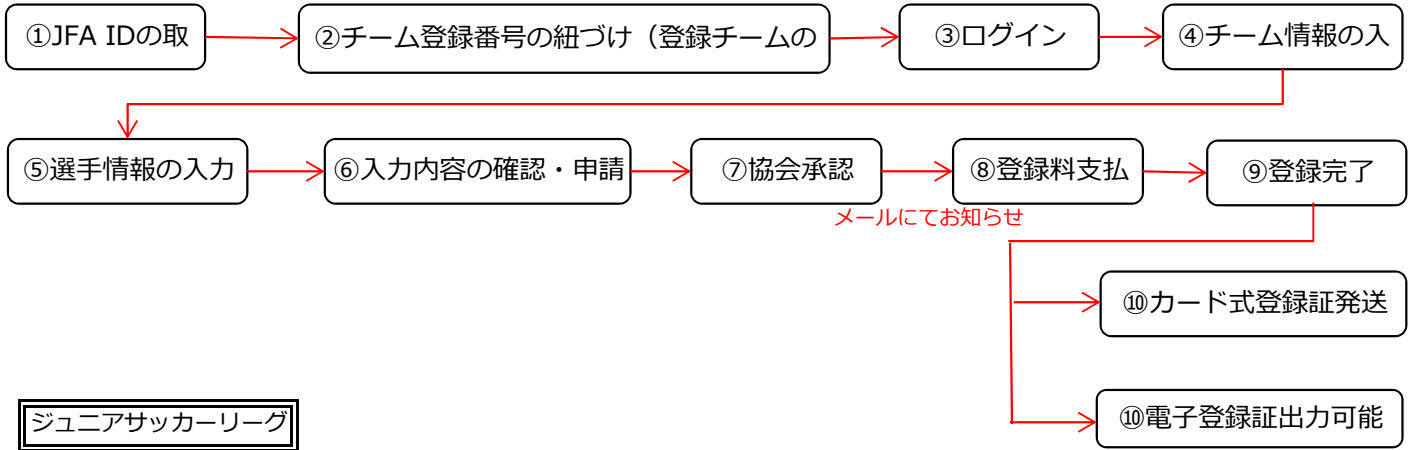 ①JFA IDの取
②チーム登録番号の紐づけ（登録チームの
③ログイン
④チーム情報の入
⑤選手情報の入力
⑥入力内容の確認・申請
⑦協会承認
⑧登録料支払
⑨登録完了
メールにてお知らせ
⑩カード式登録証発送
⑩電子登録証出力可能
ジュニアサッカーリーグ